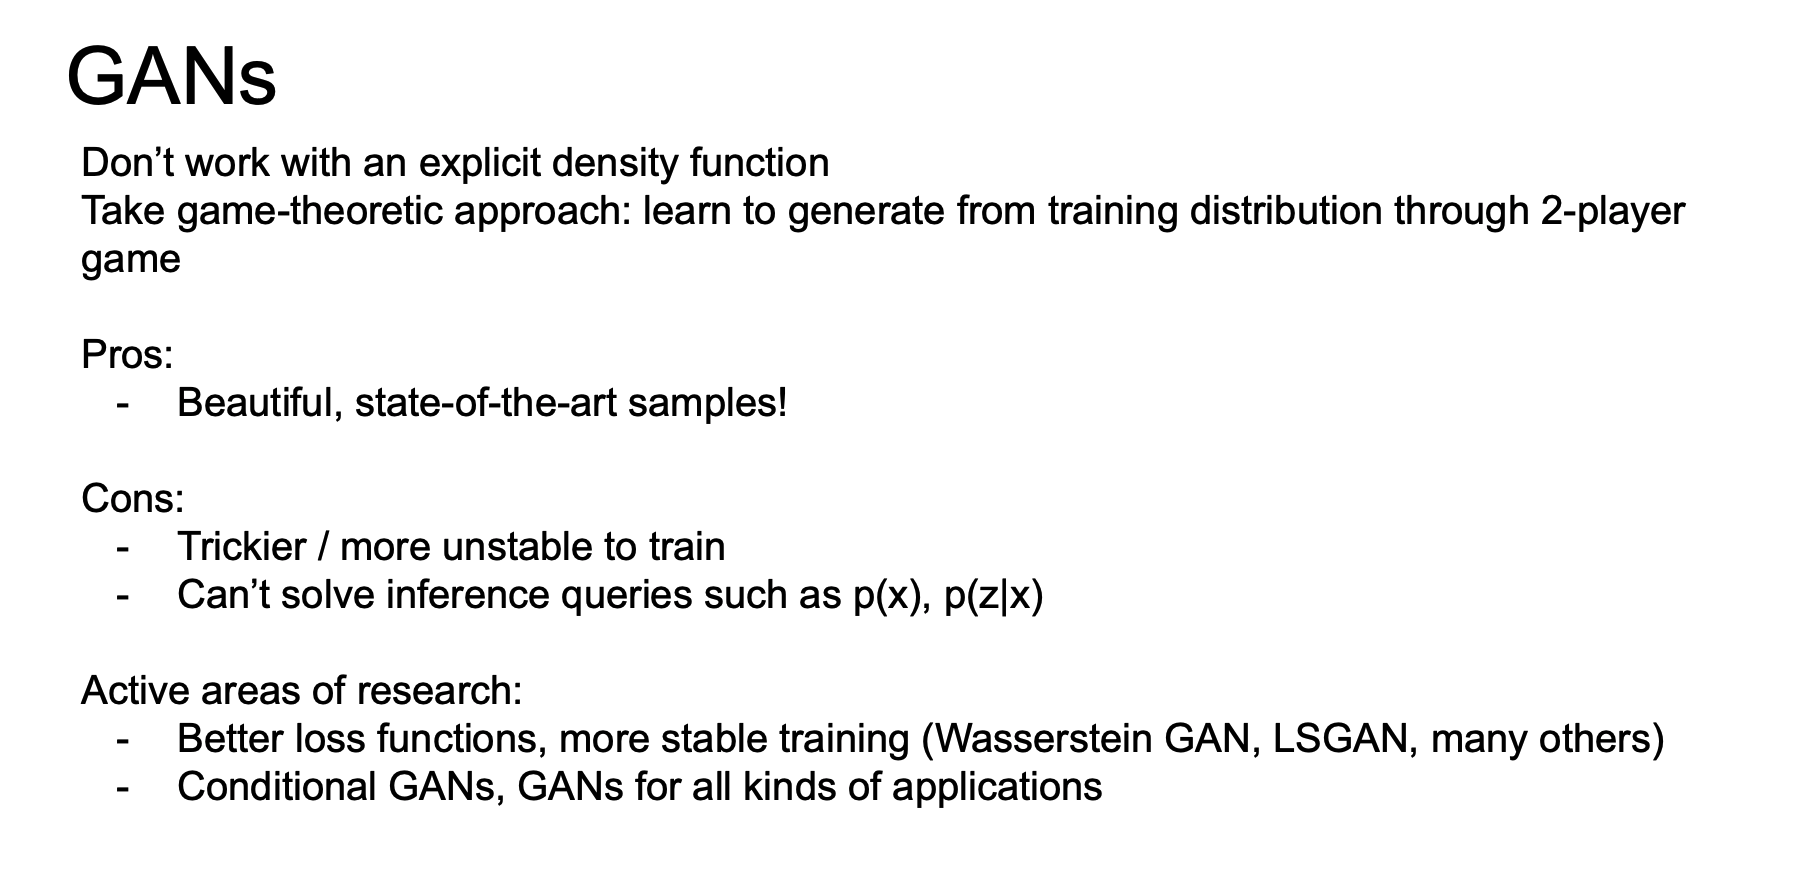 GANs
Don’t work with an explicit density function
Take game-theoretic approach: learn to generate from training distribution through 2-player
game
Pros:
- Beautiful, state-of-the-art samples!
Cons:
- Trickier / more unstable to train
- Can’t solve inference queries such as p(x), p(z|x)
Active areas of research:
- Better loss functions, more stable training (Wasserstein GAN, LSGAN, many others)
- Conditional GANs, GANs for all kinds of applications